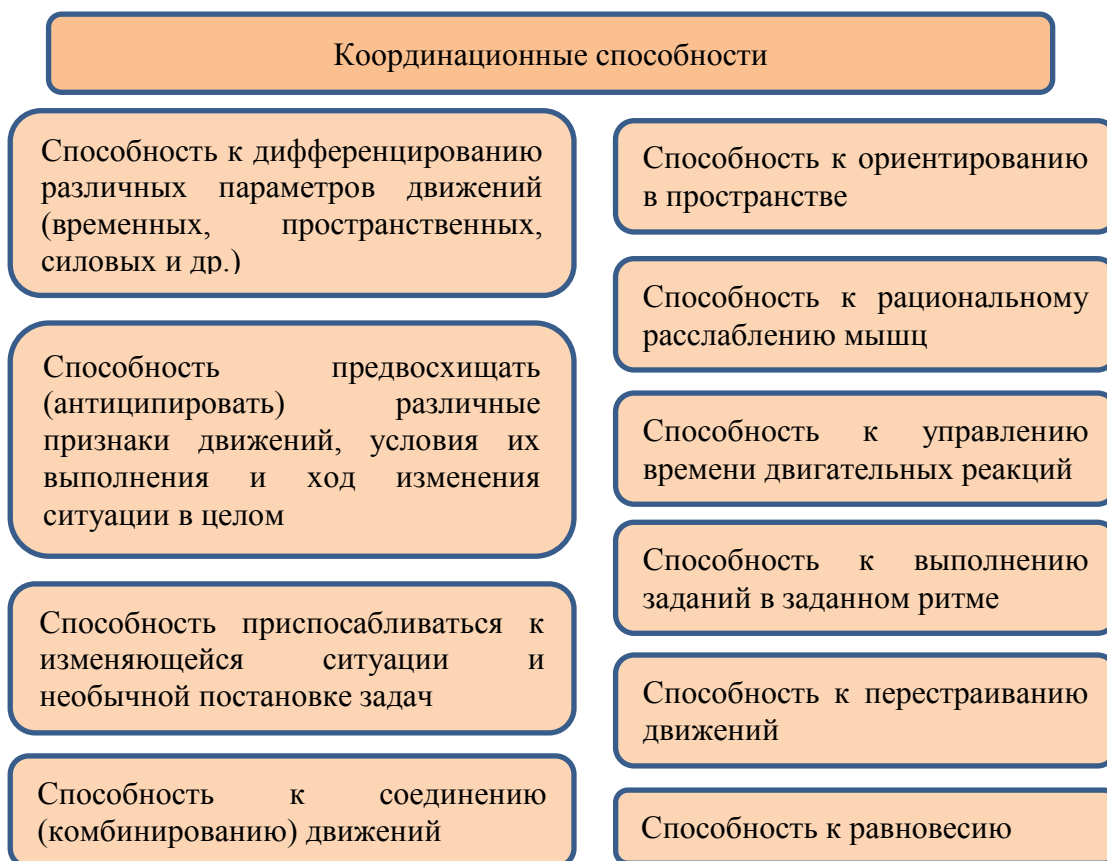 Координационные способности
Способность к дифференцированию
различных параметров движений
(временных, пространственных,
силовых и др.)
Способность предвосхищать
(антиципировать) различные
признаки движений, условия их
выполнения и ход изменения
ситуации в целом
Способность приспосабливаться к
изменяющейся ситуации и
необычной постановке задач
Способность к соединению
(комбинированию) движений
Способность к ориентированию
в пространстве
Способность к рациональному
расслаблению мышц
Способность к управлению
времени двигательных реакций
Способность к выполнению
заданий в заданном ритме
Способность к перестраиванию
движений
Способность к равновесию